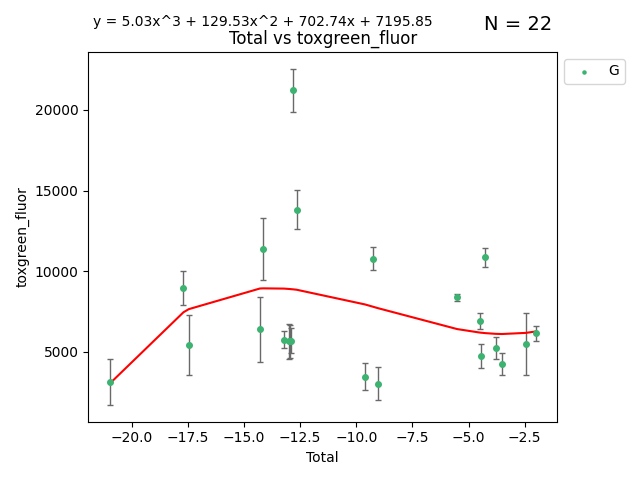 y = 5.03x^3 + 129.53x^2 + 702.74x + 7195.85
N = 22
Total vs toxgreen_fluor
G
20000
15000
10000
5000
toxgreen_fluor
−20.0 −17.5 −15.0 −12.5 −10.0 −7.5 −5.0 −2.5
Total